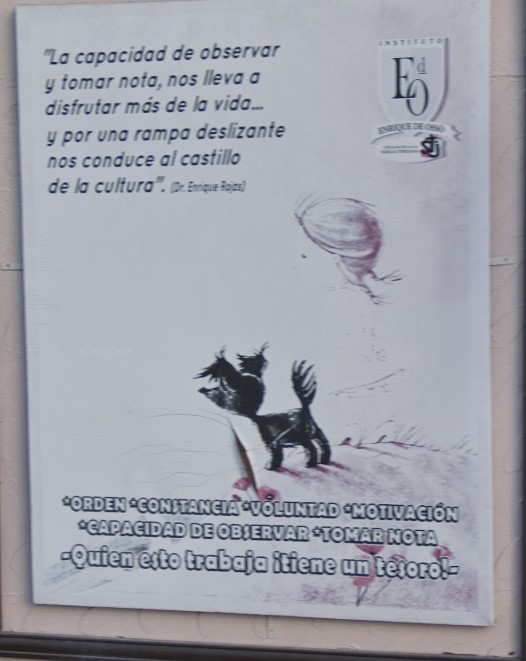 "La capacidad de observar
y tomar nota, nos lleva a
disfrutar más de la vida...
y por una rampa deslizante
nos conduce al castillo
de la cultura". (Dr. Enrique Rojas)
INSTITUTO
EdO
ENRIQUE DE OSSÓ
STJ
*ORDEN *CONSTANCIA *VOLUNTAD *MOTIVACIÓN
*CAPACIDAD DE OBSERVAR *TOMAR NOTA
-Quien esto trabaja ¡tiene un tesoro!-